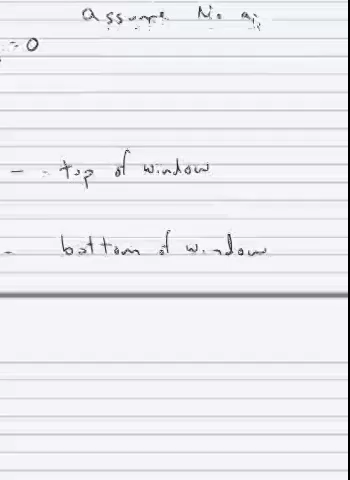 assume No ai
= 0
- - top of window
- bottom of window